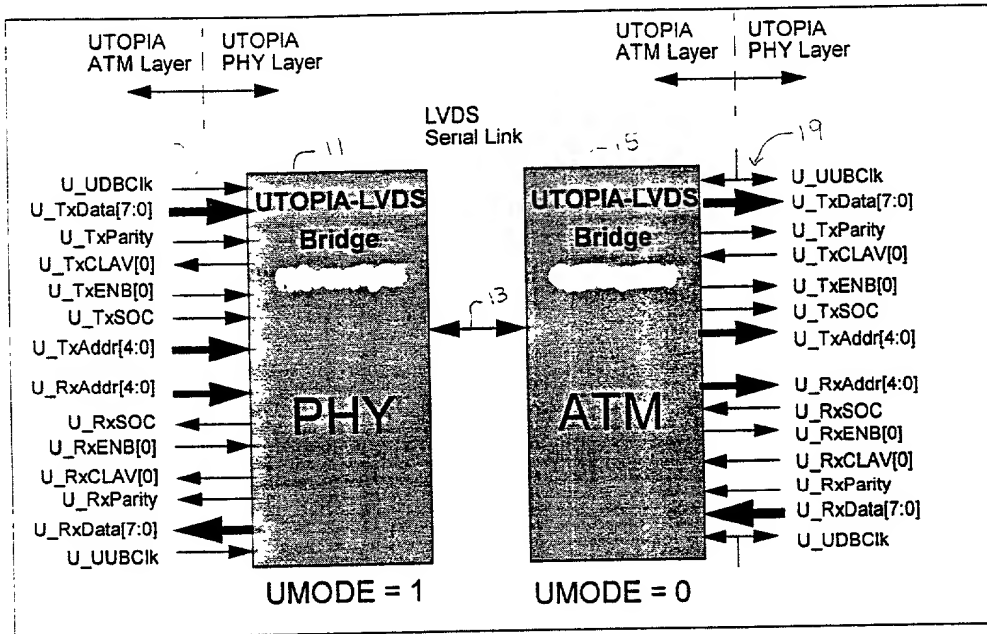 UTOPIA
ATM Layer
UTOPIA
PHY Layer
UTOPIA
ATM Layer
UTOPIA
PHY Layer
LVDS
Serial Link
11
15
19
U_UDBClk
U_TxData[7:0]
U_TxParity
U_TxCLAV[0]
U_TxENB[0]
U_TxSOC
U_TxAddr[4:0]
U_RxAddr[4:0]
U_RxSOC
U_RxENB[0]
U_RxCLAV[0]
U_RxParity
U_RxData[7:0]
U_UUBClk
UTOPIA-LVDS
Bridge
PHY
UMODE = 1
13
UTOPIA-LVDS
Bridge
ATM
UMODE = 0
U_UUBClk
U_TxData[7:0]
U_TxParity
U_TxCLAV[0]
U_TxENB[0]
U_TxSOC
U_TxAddr[4:0]
U_RxAddr[4:0]
U_RxSOC
U_RxENB[0]
U_RxCLAV[0]
U_RxParity
U_RxData[7:0]
U_UDBClk